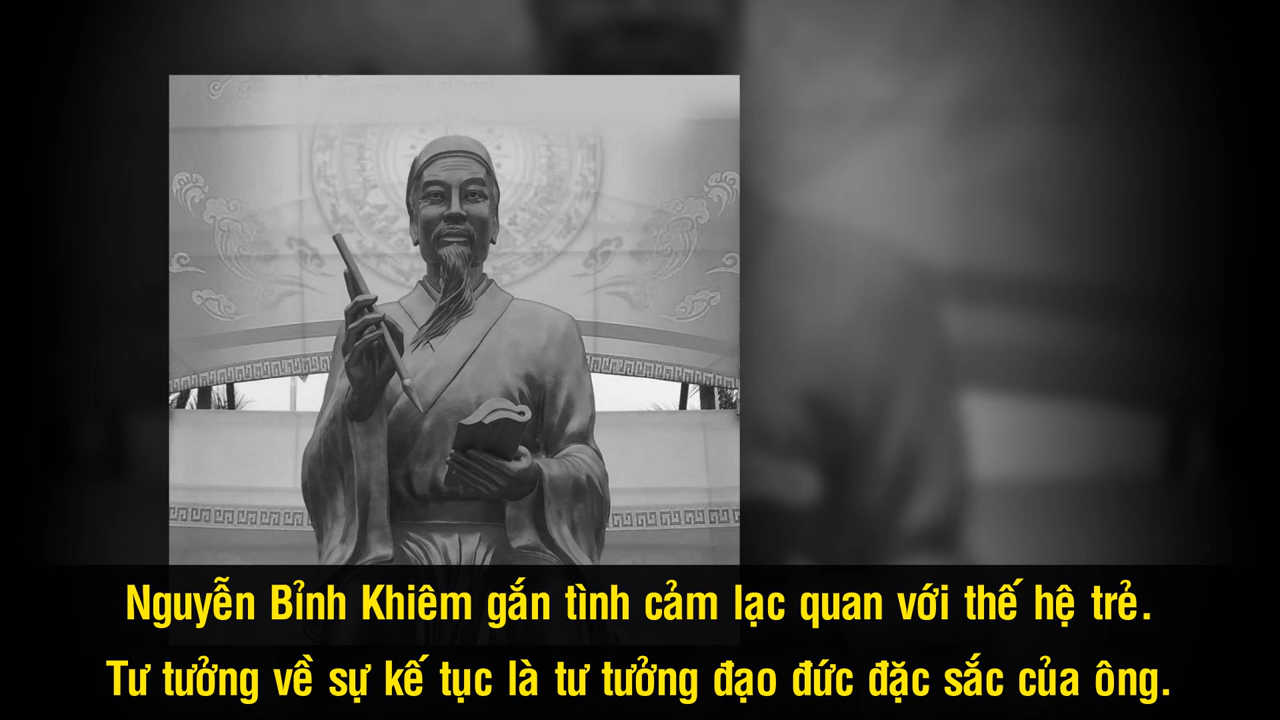 Nguyễn Bỉnh Khiêm gắn tình cảm lạc quan với thế hệ trẻ.
Tư tưởng về sự kế tục là tư tưởng đạo đức đặc sắc của ông.